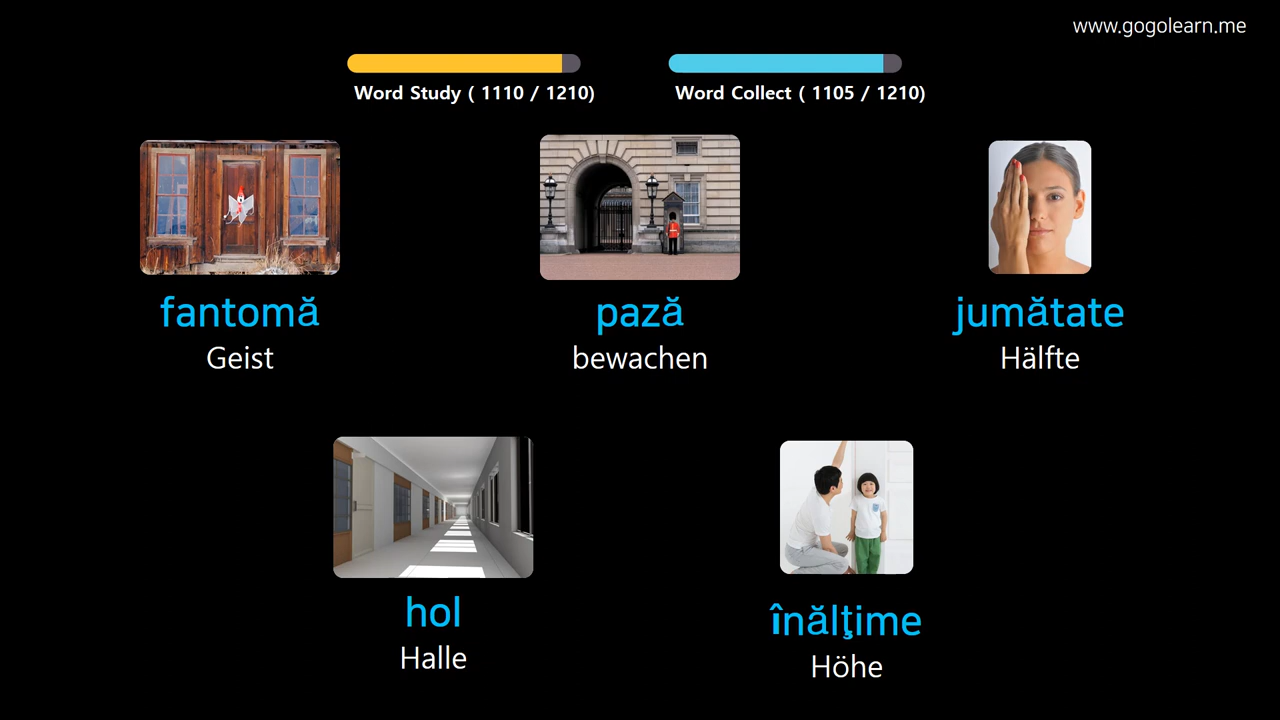 www.gogolearn.me
Word Study ( 1110 / 1210)
Word Collect ( 1105 / 1210)
fantomă
Geist
pază
bewachen
jumătate
Hälfte
hol
Halle
înălţime
Höhe